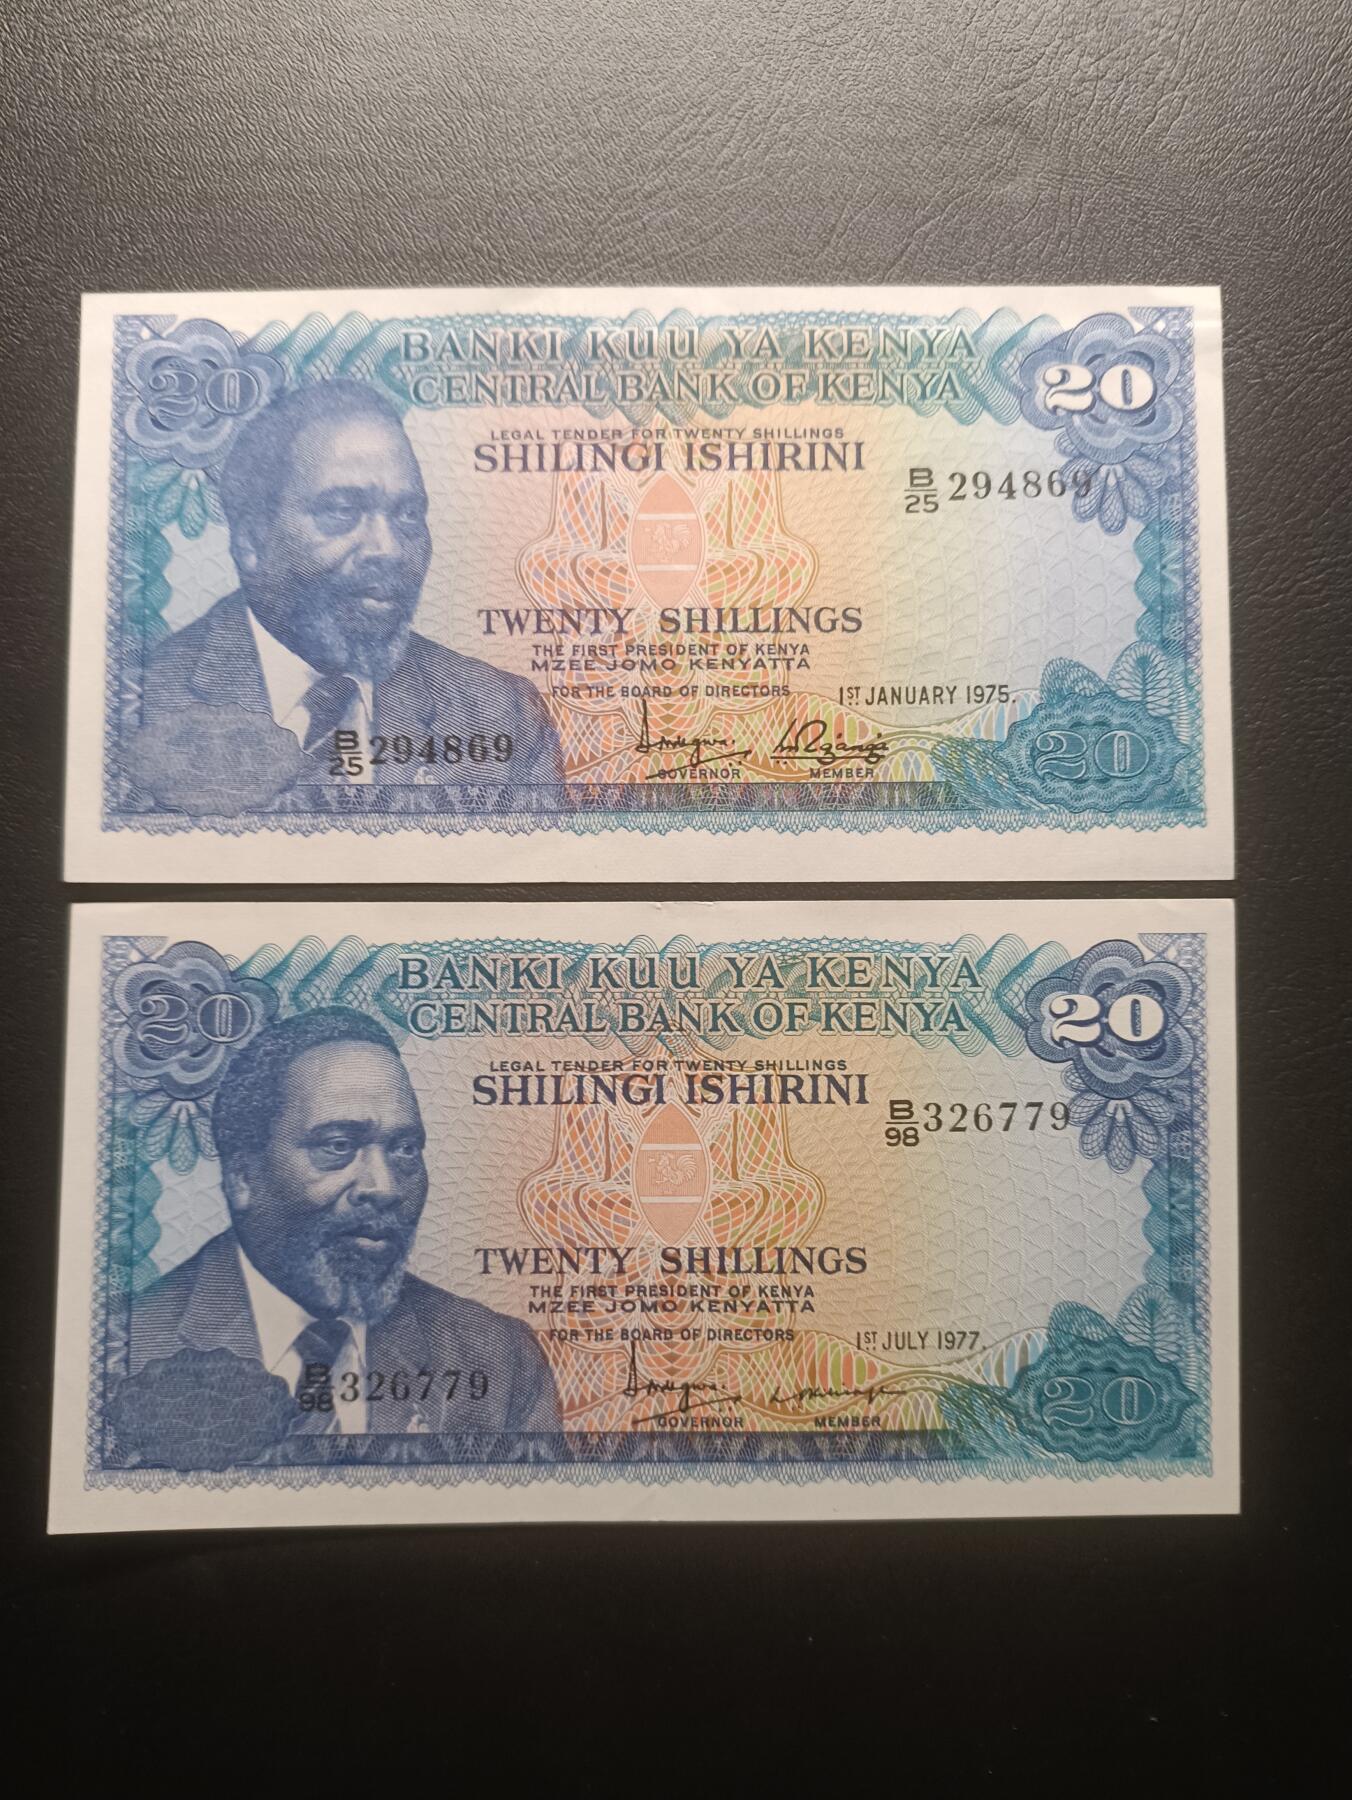 20
BANKI KUU YA KENYA
20
CENTRAL BANK OF KENYA
LEGAL TENDER FOR TWENTY SHILLINGS
SHILINGI ISHIRINI
B/25 294869
TWENTY SHILLINGS
THE FIRST PRESIDENT OF KENYA
MZEE JOMO KENYATTA
FOR THE BOARD OF DIRECTORS
1ST JANUARY 1975.
B/25 294869
GOVERNOR
MEMBER
20
20
BANKI KUU YA KENYA
20
CENTRAL BANK OF KENYA
LEGAL TENDER FOR TWENTY SHILLINGS
SHILINGI ISHIRINI
B/98 326779
TWENTY SHILLINGS
THE FIRST PRESIDENT OF KENYA
MZEE JOMO KENYATTA
FOR THE BOARD OF DIRECTORS
1ST JULY 1977.
B/98 326779
GOVERNOR
MEMBER
20